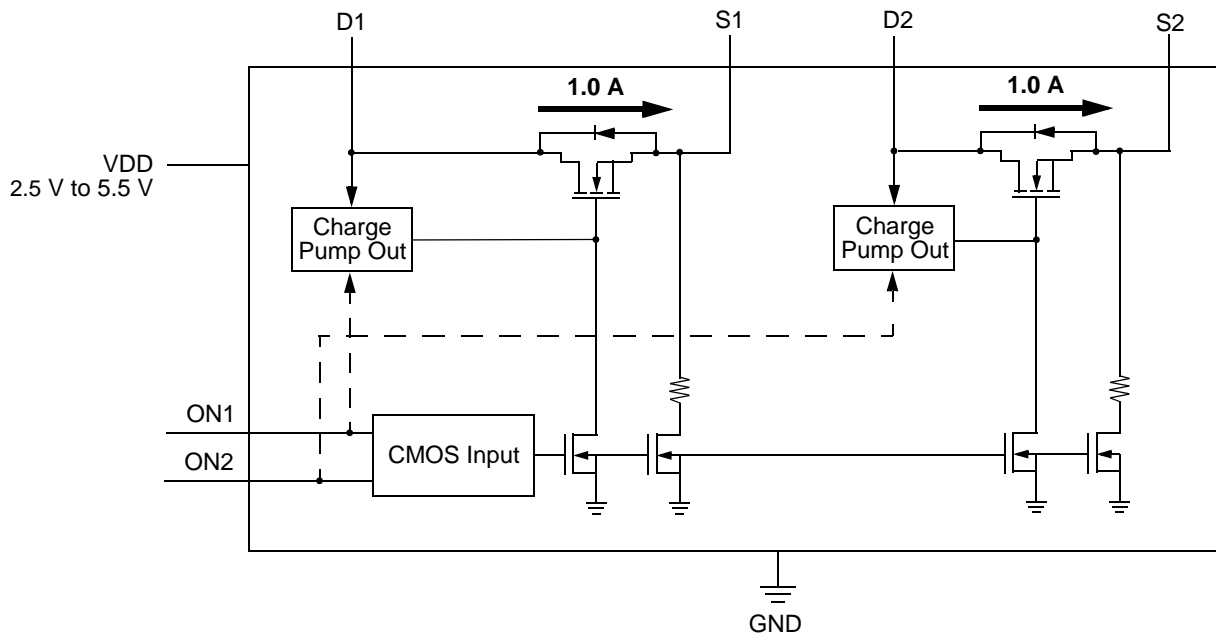 D1
S1
D2
S2
1.0 A
1.0 A
VDD
2.5 V to 5.5 V
Charge
Pump Out
Charge
Pump Out
ON1
ON2
CMOS Input
GND